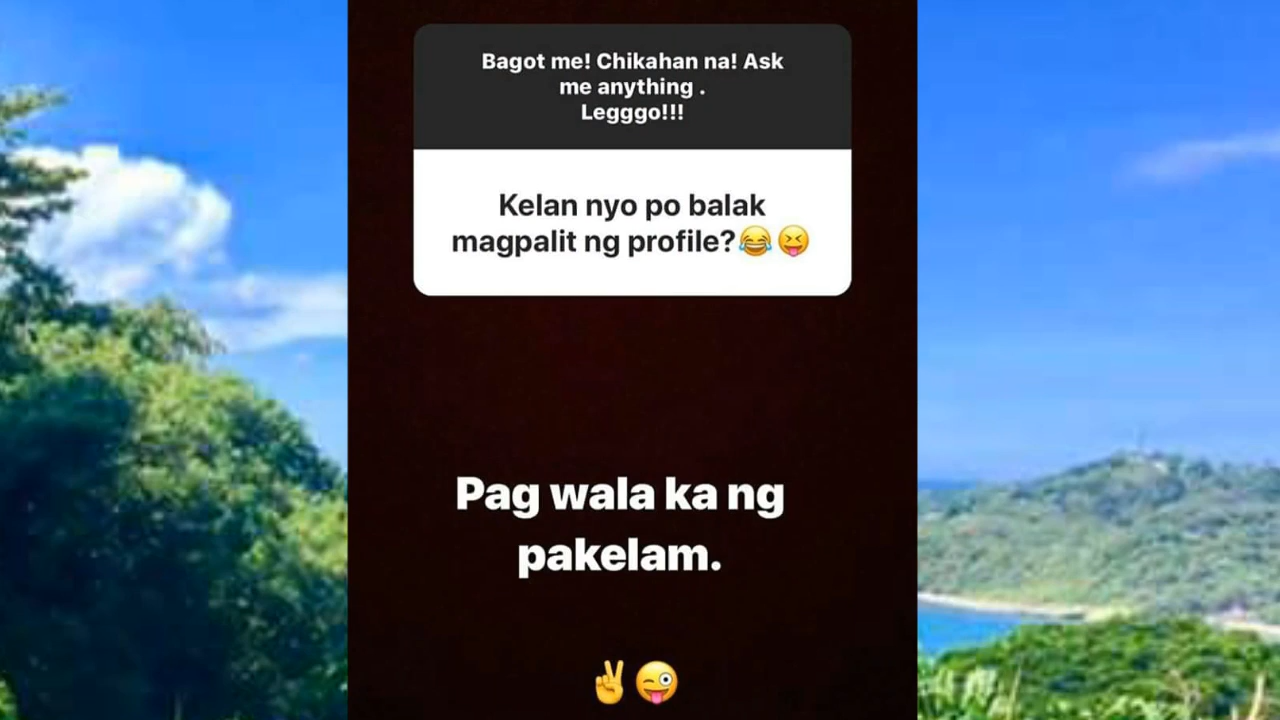 Bagot me! Chikahan na! Ask
me anything .
Legggo!!!
Kelan nyo po balak
magpalit ng profile?😂😝
Pag wala ka ng
pakelam.
✌️😜